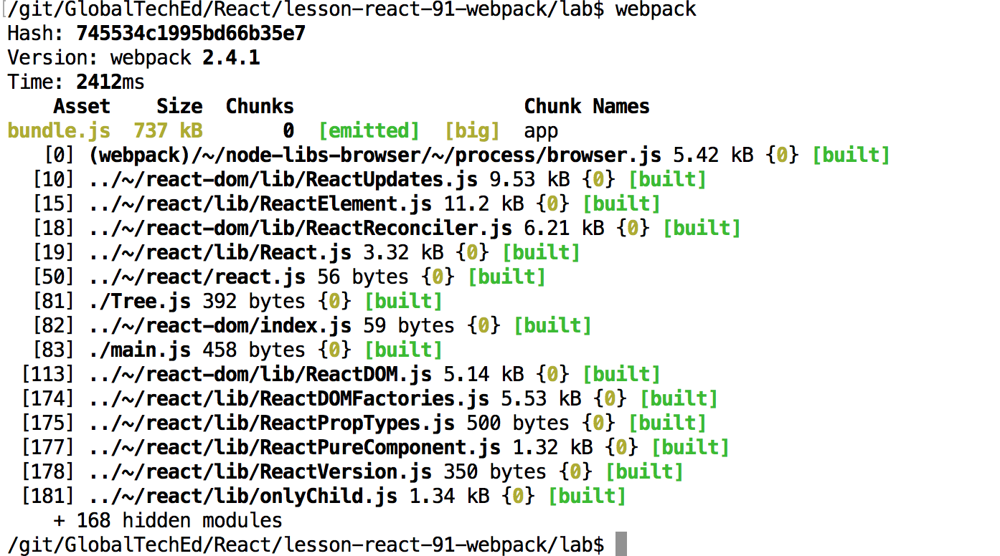 /git/GlobalTechEd/React/lesson-react-91-webpack/lab$ webpack
Hash: 745534c1995bd66b35e7
Version: webpack 2.4.1
Time: 2412ms
    Asset    Size  Chunks                    Chunk Names
bundle.js  737 kB       0  [emitted]  [big]  app
   [0] (webpack)/~/node-libs-browser/~/process/browser.js 5.42 kB {0} [built]
  [10] ../~/react-dom/lib/ReactUpdates.js 9.53 kB {0} [built]
  [15] ../~/react/lib/ReactElement.js 11.2 kB {0} [built]
  [18] ../~/react-dom/lib/ReactReconciler.js 6.21 kB {0} [built]
  [19] ../~/react/lib/React.js 3.32 kB {0} [built]
  [50] ../~/react/react.js 56 bytes {0} [built]
  [81] ./Tree.js 392 bytes {0} [built]
  [82] ../~/react-dom/index.js 59 bytes {0} [built]
  [83] ./main.js 458 bytes {0} [built]
 [113] ../~/react-dom/lib/ReactDOM.js 5.14 kB {0} [built]
 [174] ../~/react/lib/ReactDOMFactories.js 5.53 kB {0} [built]
 [175] ../~/react/lib/ReactPropTypes.js 500 bytes {0} [built]
 [177] ../~/react/lib/ReactPureComponent.js 1.32 kB {0} [built]
 [178] ../~/react/lib/ReactVersion.js 350 bytes {0} [built]
 [181] ../~/react/lib/onlyChild.js 1.34 kB {0} [built]
    + 168 hidden modules
/git/GlobalTechEd/React/lesson-react-91-webpack/lab$